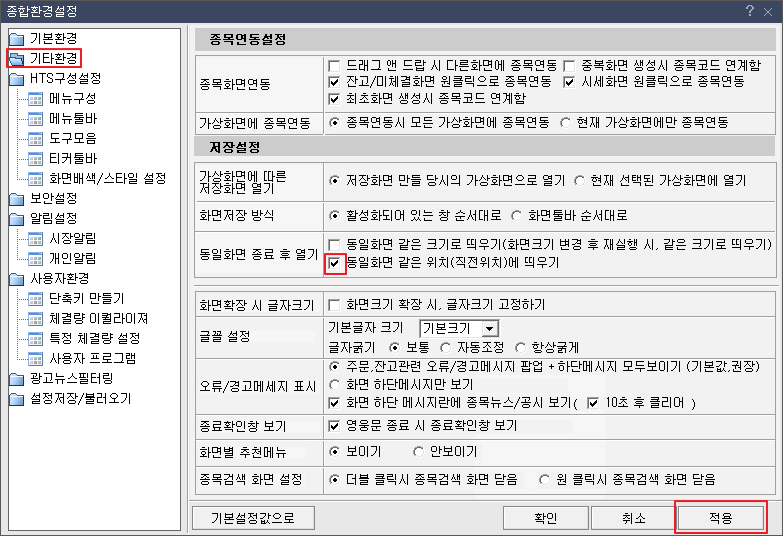 종합환경설정
? ×
기본환경
기타환경
HTS구성설정
메뉴구성
메뉴툴바
도구모음
티커툴바
화면배색/스타일 설정
보안설정
알림설정
시장알림
개인알림
사용자환경
단축키 만들기
체결량 이퀄라이져
특정 체결량 설정
사용자 프로그램
광고뉴스필터링
설정저장/불러오기
종목연동설정
종목화면연동
드래그 앤 드랍 시 다른화면에 종목연동 중복화면 생성시 종목코드 연계함
잔고/미체결화면 원클릭으로 종목연동 시세화면 원클릭으로 종목연동
최초화면 생성시 종목코드 연계함
가상화면에 종목연동 종목연동시 모든 가상화면에 종목연동 현재 가상화면에만 종목연동
저장설정
가상화면에 따른
저장화면 열기
저장화면 만들 당시의 가상화면으로 열기 현재 선택된 가상화면에 열기
화면저장 방식 활성화되어 있는 창 순서대로 화면툴바 순서대로
동일화면 종료 후 열기
동일화면 같은 크기로 띄우기(화면크기 변경 후 재실행 시, 같은 크기로 띄우기)
동일화면 같은 위치(직전위치)에 띄우기
화면확장 시 글자크기 화면크기 확장 시, 글자크기 고정하기
글꼴 설정
기본글자 크기 기본크기
글자굵기 보통 자동조정 항상굵게
오류/경고메세지 표시
주문,잔고관련 오류/경고메시지 팝업 + 하단메시지 모두보이기 (기본값,권장)
화면 하단메시지만 보기
화면 하단 메시지란에 종목뉴스/공시 보기( 10초 후 클리어 )
종료확인창 보기 영웅문 종료 시 종료확인창 보기
화면별 추천메뉴 보이기 안보이기
종목검색 화면 설정 더블 클릭시 종목검색 화면 닫음 원 클릭시 종목검색 화면 닫음
기본설정값으로 확인 취소 적용